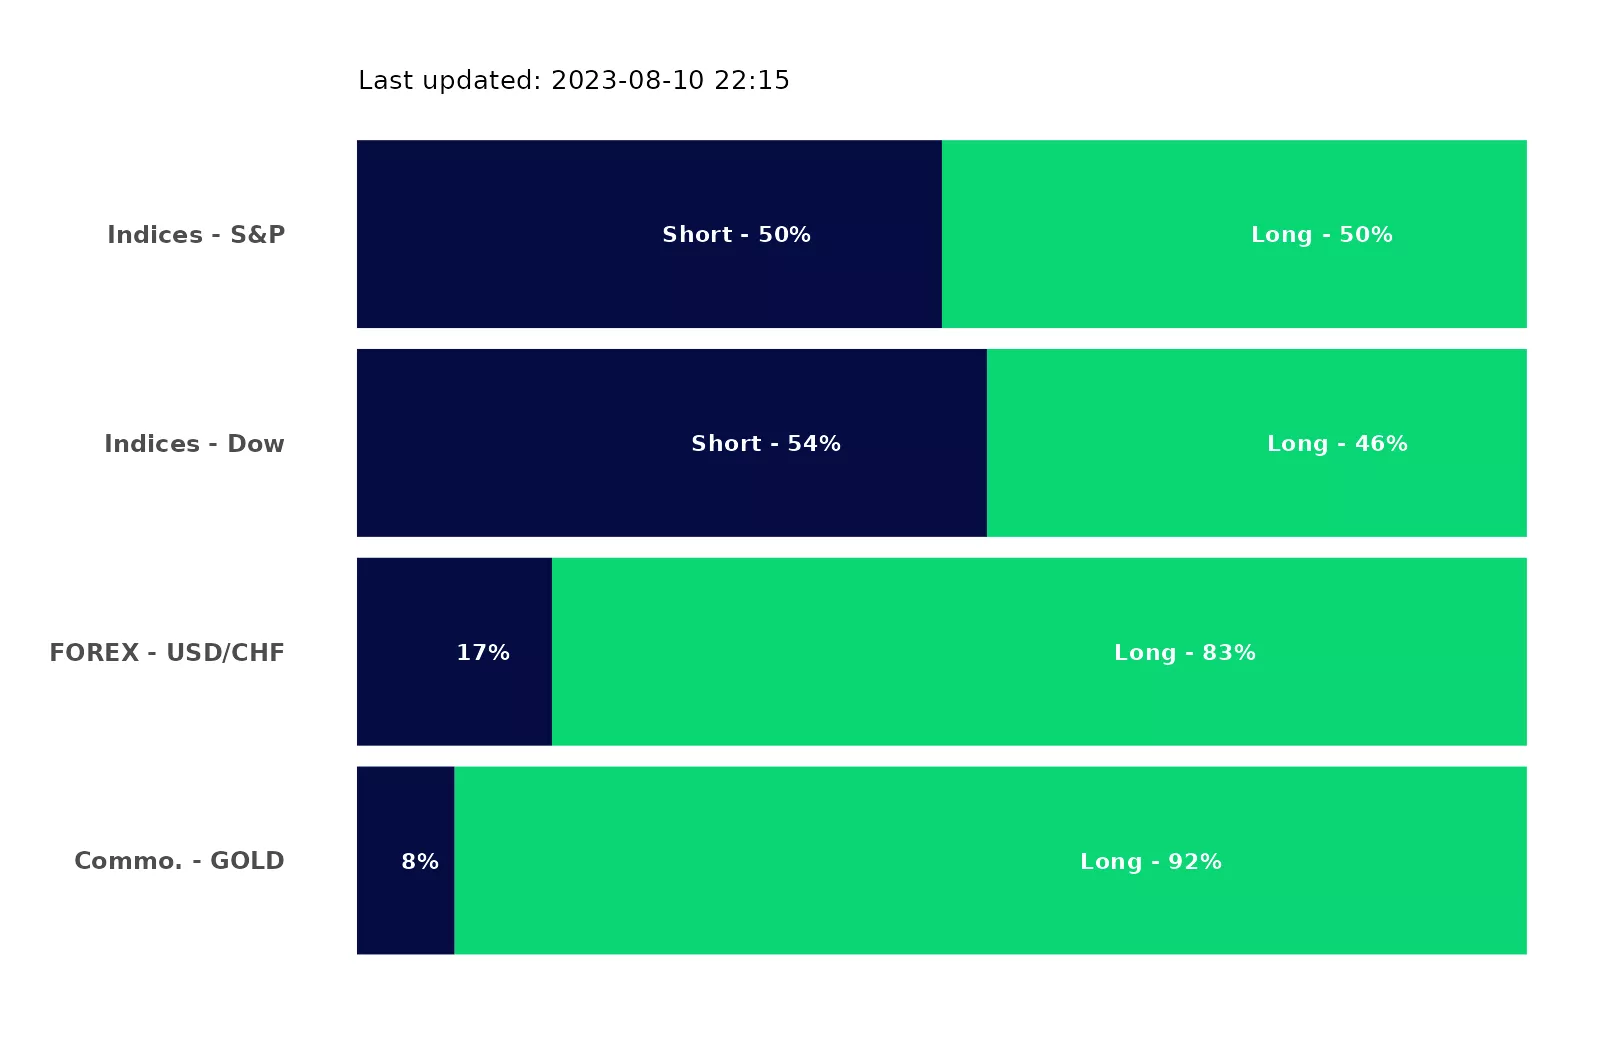 Last updated: 2023-08-10 22:15
Indices - S&P Short - 50% Long - 50%
Indices - Dow Short - 54% Long - 46%
FOREX - USD/CHF 17% Long - 83%
Commo. - GOLD 8% Long - 92%